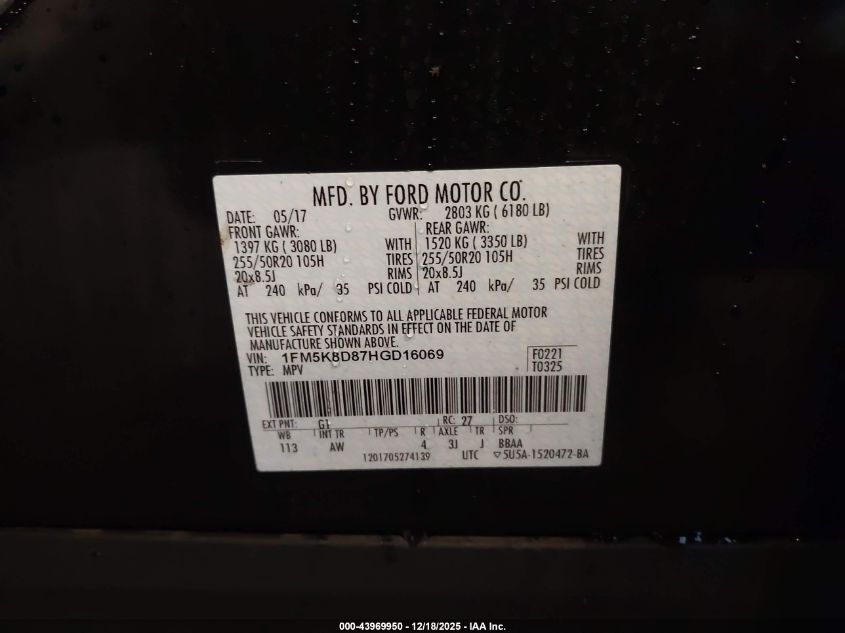 MFD. BY FORD MOTOR CO.
DATE: 05/17 GVWR: 2803 KG ( 6180 LB)
FRONT GAWR: REAR GAWR:
1397 KG ( 3080 LB) WITH 1520 KG ( 3350 LB) WITH
255/50R20 105H TIRES 255/50R20 105H TIRES
20x8.5J RIMS 20x8.5J RIMS
AT 240 kPa/ 35 PSI COLD AT 240 kPa/ 35 PSI COLD
THIS VEHICLE CONFORMS TO ALL APPLICABLE FEDERAL MOTOR
VEHICLE SAFETY STANDARDS IN EFFECT ON THE DATE OF
MANUFACTURE SHOWN ABOVE.
VIN: 1FM5K8D87HGD16069 F0221
TYPE: MPV T0325
EXT PNT: G1 RC: 27 DSO:
WB INT TR TP/PS R AXLE TR SPR
113 AW 4 3J J BBAA
1201705274139 UTC ▽5U5A-1520472-BA
000-43969950 - 12/18/2025 - IAA Inc.